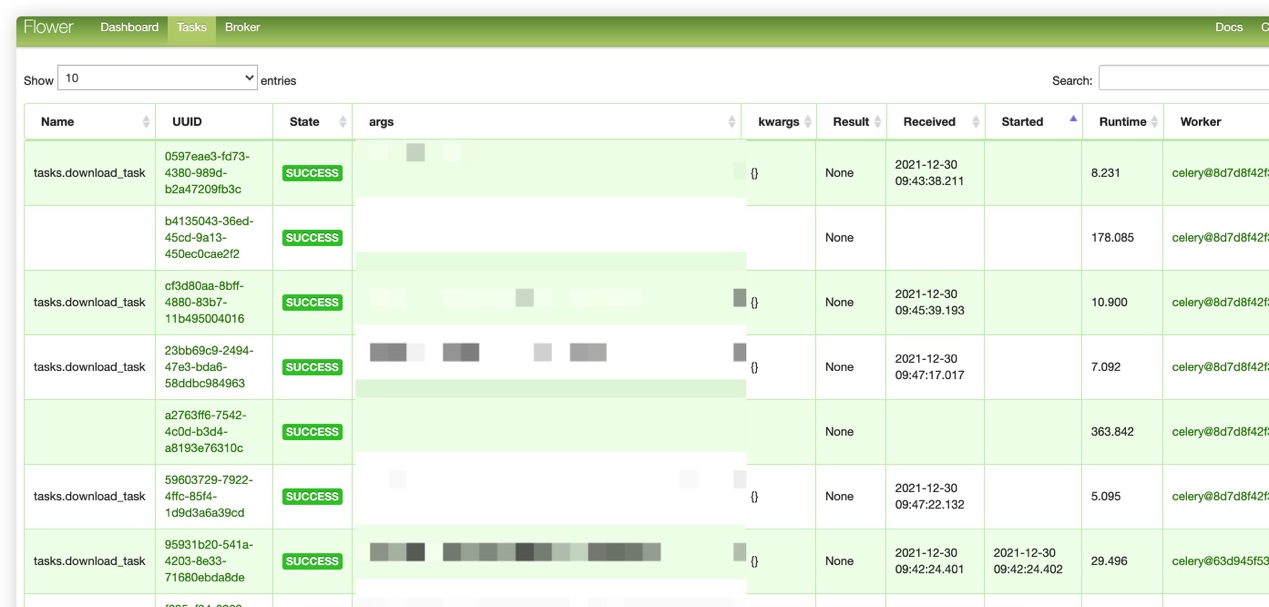 Flower Dashboard Tasks Broker Docs C
Show 10 entries Search:
Name UUID State args kwargs Result Received Started Runtime Worker
tasks.download_task 0597eae3-fd73-4380-989d-b2a47209fb3c SUCCESS {} None 2021-12-30 09:43:38.211 8.231 celery@8d7d8f42f
b4135043-36ed-45cd-9a13-450ec0cae2f2 SUCCESS None 178.085 celery@8d7d8f42f
tasks.download_task cf3d80aa-8bff-4880-83b7-11b495004016 SUCCESS {} None 2021-12-30 09:45:39.193 10.900 celery@8d7d8f42f
tasks.download_task 23bb69c9-2494-47e3-bda6-58ddbc984963 SUCCESS {} None 2021-12-30 09:47:17.017 7.092 celery@8d7d8f42f
a2763ff6-7542-4c0d-b3d4-a8193e76310c SUCCESS None 363.842 celery@8d7d8f42f
tasks.download_task 59603729-7922-4ffc-85f4-1d9d3a6a39cd SUCCESS {} None 2021-12-30 09:47:22.132 5.095 celery@8d7d8f42f
tasks.download_task 95931b20-541a-4203-8e33-71680ebda8de SUCCESS {} None 2021-12-30 09:42:24.401 2021-12-30 09:42:24.402 29.496 celery@63d945f53